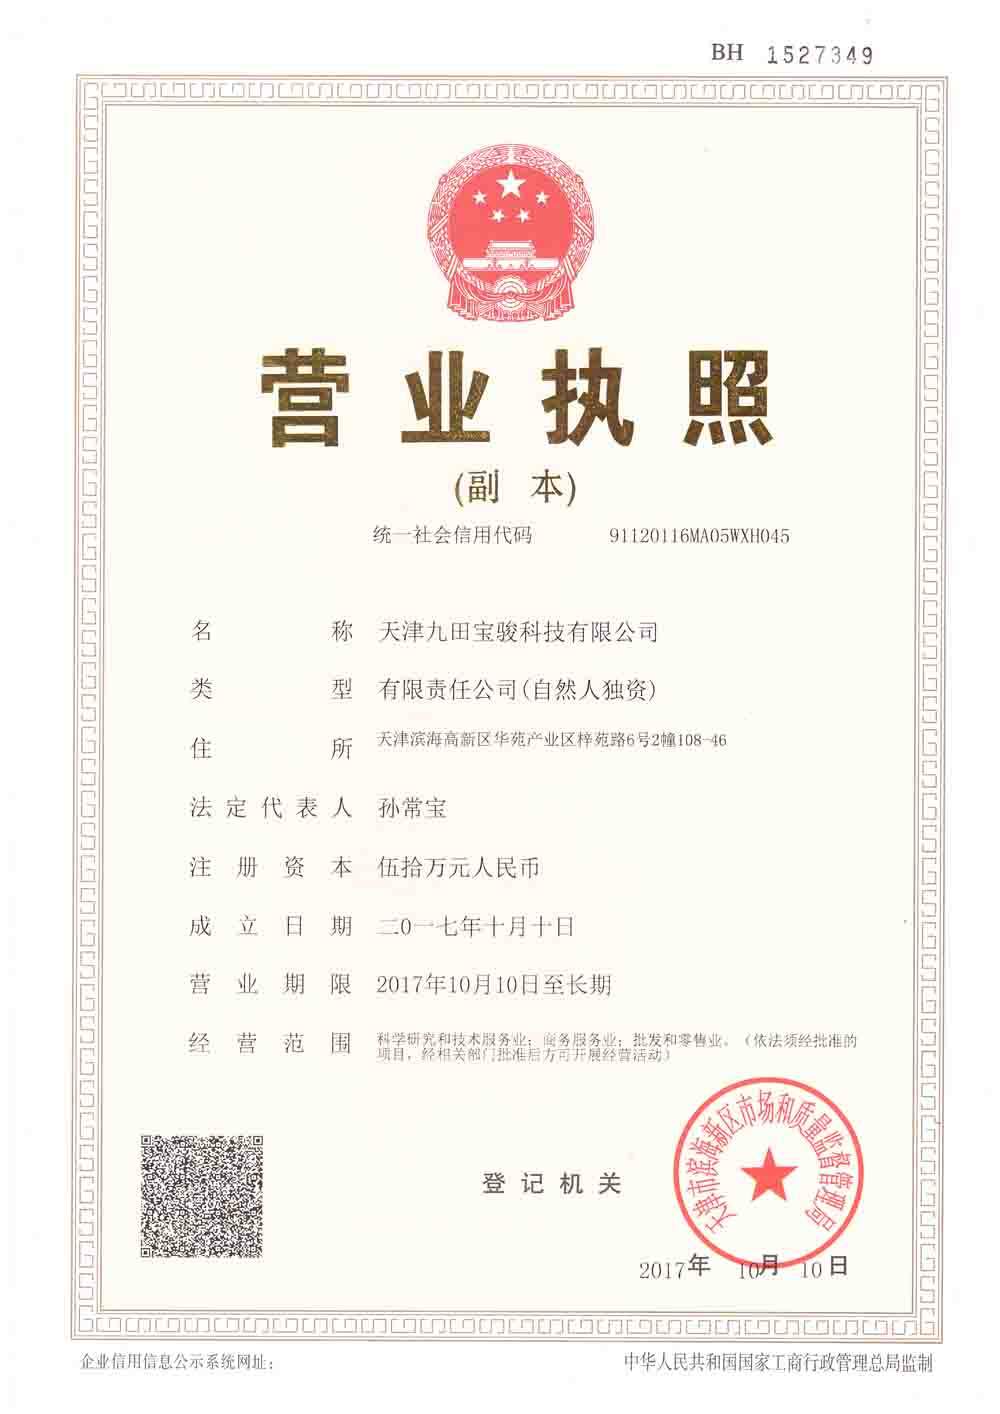 BH 1527349
营业执照
(副 本)
统一社会信用代码 91120116MA05WXH045
名称 天津九田宝骏科技有限公司
类型 有限责任公司(自然人独资)
住所 天津滨海高新区华苑产业区梓苑路6号2幢108-46
法定代表人 孙常宝
注册资本 伍拾万元人民币
成立日期 二0一七年十月十日
营业期限 2017年10月10日至长期
经营范围 科学研究和技术服务业；商务服务业；批发和零售业。（依法须经批准的
项目，经相关部门批准后方可开展经营活动）
登记机关
天津市滨海新区市场和质量监督管理局
2017年 10月 10日
企业信用信息公示系统网址：
中华人民共和国国家工商行政管理总局监制